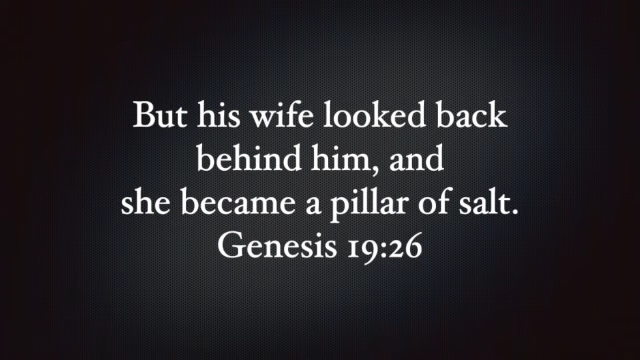 But his wife looked back
behind him, and
she became a pillar of salt.
Genesis 19:26